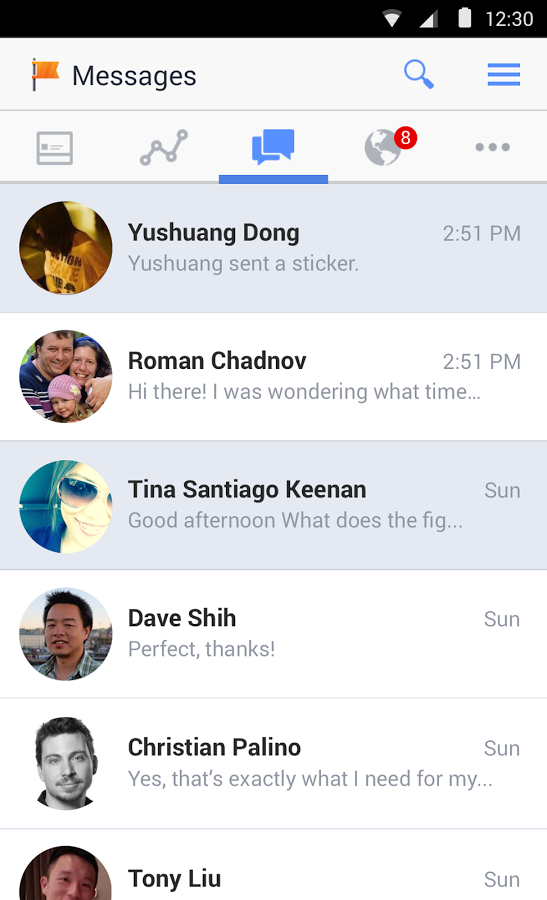 12:30
Messages
8
Yushuang Dong
2:51 PM
Yushuang sent a sticker.
Roman Chadnov
2:51 PM
Hi there! I was wondering what time...
Tina Santiago Keenan
Sun
Good afternoon What does the fig...
Dave Shih
Sun
Perfect, thanks!
Christian Palino
Sun
Yes, that's exactly what I need for my...
Tony Liu
Sun